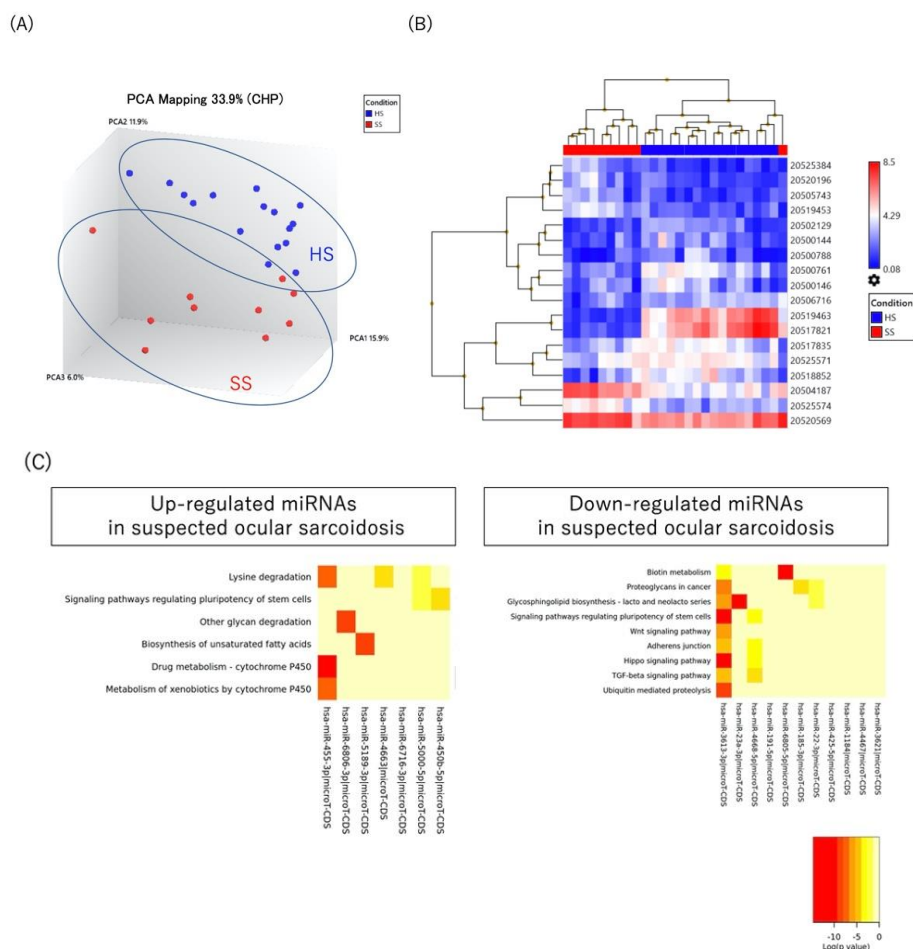 (A)
PCA Mapping 33.9% (CHP)
PCA2 11.9%
Condition
HS
SS
HS
PCA1 15.9%
PCA3 6.0%
SS
(B)
20525384
20520196
20505743
20519453
20502129
20500144
20500788
20500761
20500146
20506716
20519463
20517821
20517835
20525571
20518852
20504187
20525574
20520569
8.5
4.29
0.08
Condition
HS
SS
(C)
Up-regulated miRNAs
in suspected ocular sarcoidosis
Lysine degradation
Signaling pathways regulating pluripotency of stem cells
Other glycan degradation
Biosynthesis of unsaturated fatty acids
Drug metabolism - cytochrome P450
Metabolism of xenobiotics by cytochrome P450
hsa-miR-455-3p|microT-CDS
hsa-miR-6806-3p|microT-CDS
hsa-miR-5189-3p|microT-CDS
hsa-miR-4663|microT-CDS
hsa-miR-6716-3p|microT-CDS
hsa-miR-5000-5p|microT-CDS
hsa-miR-450b-5p|microT-CDS
Down-regulated miRNAs
in suspected ocular sarcoidosis
Biotin metabolism
Proteoglycans in cancer
Glycosphingolipid biosynthesis - lacto and neolacto series
Signaling pathways regulating pluripotency of stem cells
Wnt signaling pathway
Adherens junction
Hippo signaling pathway
TGF-beta signaling pathway
Ubiquitin mediated proteolysis
hsa-miR-3613-3p|microT-CDS
hsa-miR-23a-3p|microT-CDS
hsa-miR-4668-5p|microT-CDS
hsa-miR-191-5p|microT-CDS
hsa-miR-6805-5p|microT-CDS
hsa-miR-185-3p|microT-CDS
hsa-miR-22-3p|microT-CDS
hsa-miR-425-5p|microT-CDS
hsa-miR-1184|microT-CDS
hsa-miR-4467|microT-CDS
hsa-miR-3621|microT-CDS
-10 -5 0
Log(p value)